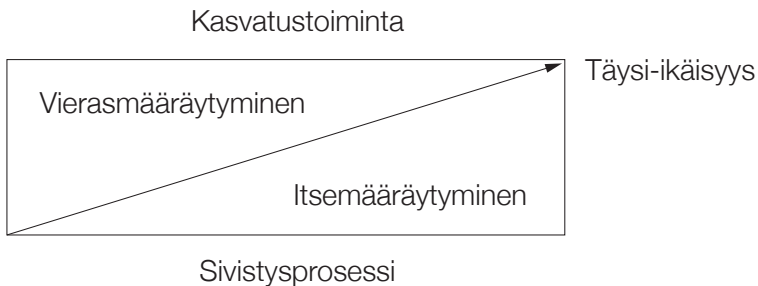 Kasvatustoiminta
Täysi-ikäisyys
Vierasmääräytyminen
Itsemääräytyminen
Sivistysprosessi